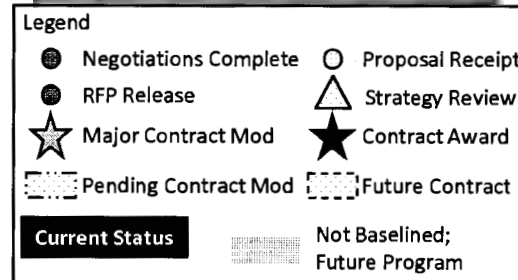 Legend
Negotiations Complete
Proposal Receipt
RFP Release
Strategy Review
Major Contract Mod
Contract Award
Pending Contract Mod
Future Contract
Current Status
Not Baselined;
Future Program